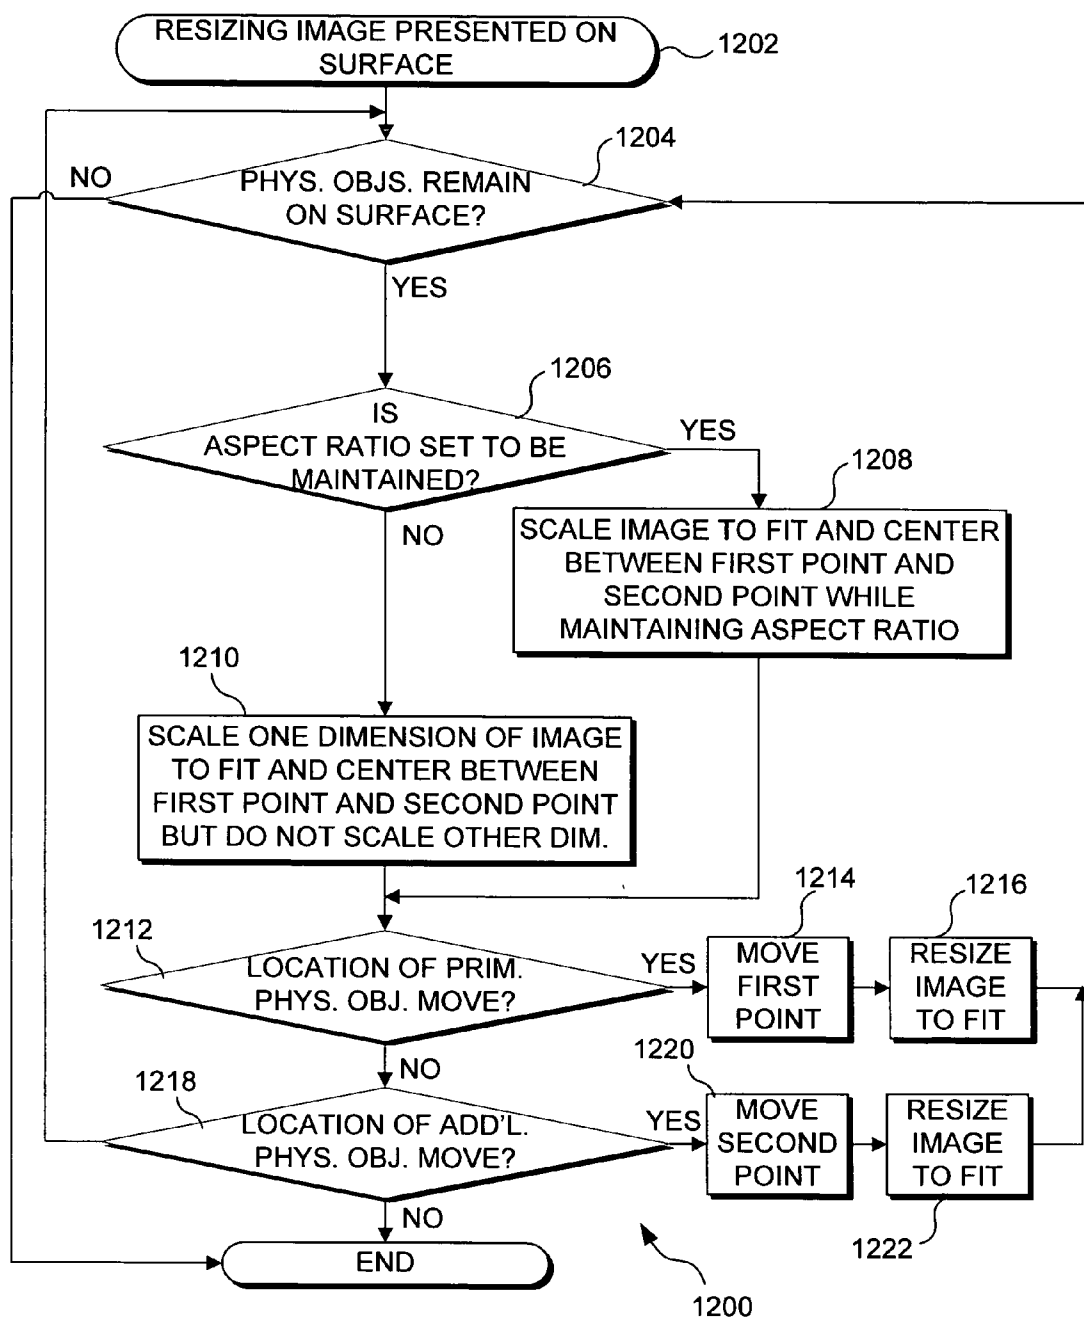 RESIZING IMAGE PRESENTED ON
SURFACE
1202
1204
NO
PHYS. OBJS. REMAIN
ON SURFACE?
YES
1206
IS
ASPECT RATIO SET TO BE
MAINTAINED?
YES
1208
NO
SCALE IMAGE TO FIT AND CENTER
BETWEEN FIRST POINT AND
SECOND POINT WHILE
MAINTAINING ASPECT RATIO
1210
SCALE ONE DIMENSION OF IMAGE
TO FIT AND CENTER BETWEEN
FIRST POINT AND SECOND POINT
BUT DO NOT SCALE OTHER DIM.
1212
LOCATION OF PRIM.
PHYS. OBJ. MOVE?
YES
1214
MOVE
FIRST
POINT
1216
RESIZE
IMAGE
TO FIT
NO
1218
LOCATION OF ADD'L.
PHYS. OBJ. MOVE?
YES
1220
MOVE
SECOND
POINT
RESIZE
IMAGE
TO FIT
1222
NO
END
1200